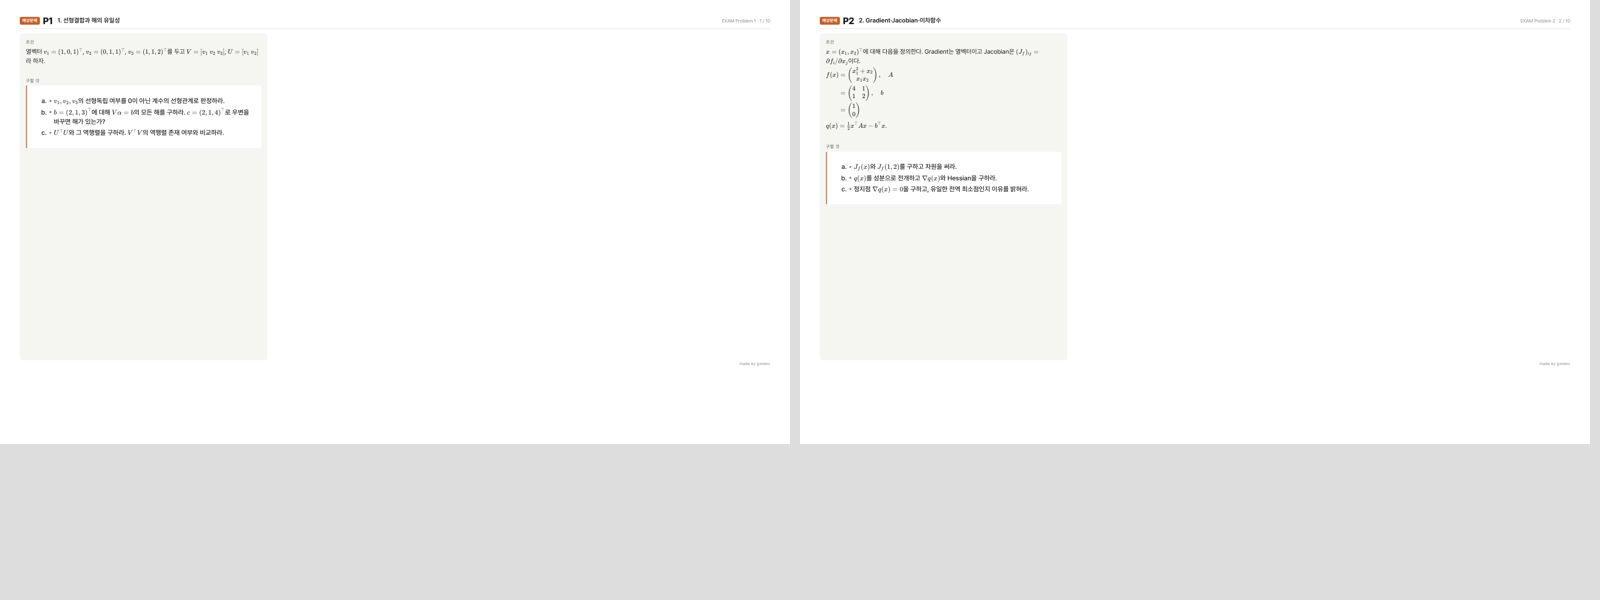 예상문제 P1 1. 선형결합과 해의 유일성
EXAM Problem 1 · 1 / 10
조건
열벡터 v₁ = (1, 0, 1)⊤, v₂ = (0, 1, 1)⊤, v₃ = (1, 1, 2)⊤를 두고 V = [v₁ v₂ v₃], U = [v₁ v₂]
라 하자.
구할 것
a. • v₁, v₂, v₃의 선형독립 여부를 0이 아닌 계수의 선형관계로 판정하라.
b. • b = (2, 1, 3)⊤에 대해 Vα = b의 모든 해를 구하라. c = (2, 1, 4)⊤로 우변을
바꾸면 해가 있는가?
c. • U⊤U와 그 역행렬을 구하라. V⊤V의 역행렬 존재 여부와 비교하라.
made by
예상문제 P2 2. Gradient·Jacobian·이차함수
EXAM Problem 2 · 2 / 10
조건
x = (x₁, x₂)⊤에 대해 다음을 정의한다. Gradient는 열벡터이고 Jacobian은 (J_f)ᵢⱼ =
∂fᵢ/∂xⱼ이다.
f(x) = (x₁² + x₂
x₁x₂), A
= (4 1
1 2), b
= (1
0)
q(x) = ½x⊤Ax − b⊤x.
구할 것
a. • J_f(x)와 J_f(1, 2)를 구하고 차원을 써라.
b. • q(x)를 성분으로 전개하고 ∇q(x)와 Hessian을 구하라.
c. • 정지점 ∇q(x) = 0을 구하고, 유일한 전역 최소점인지 이유를 밝혀라.
made by